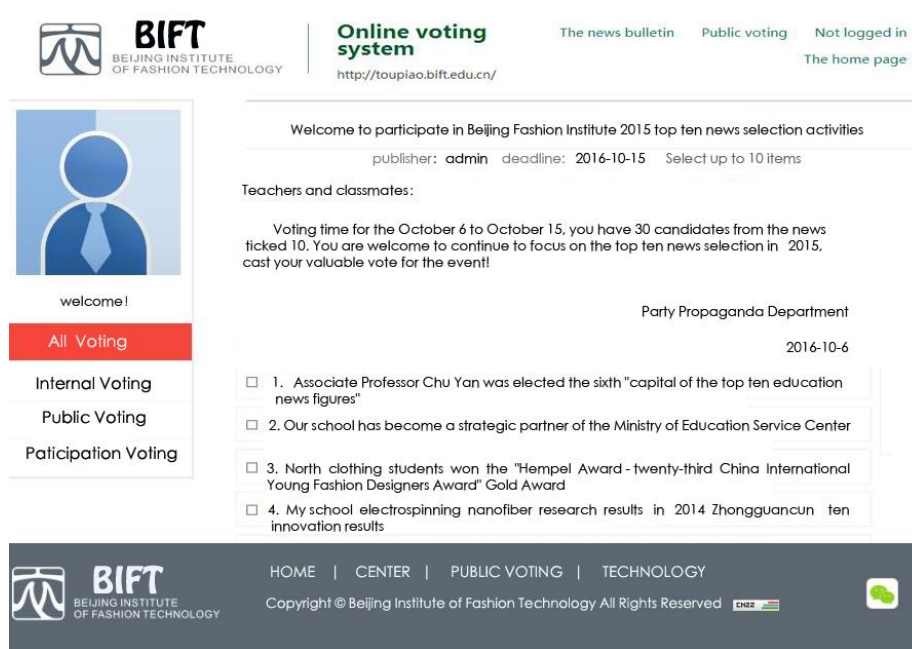 BIFT
BEIJING INSTITUTE
OF FASHION TECHNOLOGY
Online voting
system
http://toupiao.bift.edu.cn/
The news bulletin Public voting Not logged in
The home page
welcome!
All Voting
Internal Voting
Public Voting
Paticipation Voting
Welcome to participate in Beijing Fashion Institute 2015 top ten news selection activities
publisher: admin deadline: 2016-10-15 Select up to 10 items
Teachers and classmates:
Voting time for the October 6 to October 15, you have 30 candidates from the news
ticked 10. You are welcome to continue to focus on the top ten news selection in 2015,
cast your valuable vote for the event!
Party Propaganda Department
2016-10-6
1. Associate Professor Chu Yan was elected the sixth "capital of the top ten education
news figures"
2. Our school has become a strategic partner of the Ministry of Education Service Center
3. North clothing students won the "Hempel Award - twenty-third China International
Young Fashion Designers Award" Gold Award
4. My school electrospinning nanofiber research results in 2014 Zhongguancun ten
innovation results
BIFT
BEIJING INSTITUTE
OF FASHION TECHNOLOGY
HOME | CENTER | PUBLIC VOTING | TECHNOLOGY
Copyright © Beijing Institute of Fashion Technology All Rights Reserved CNZZ